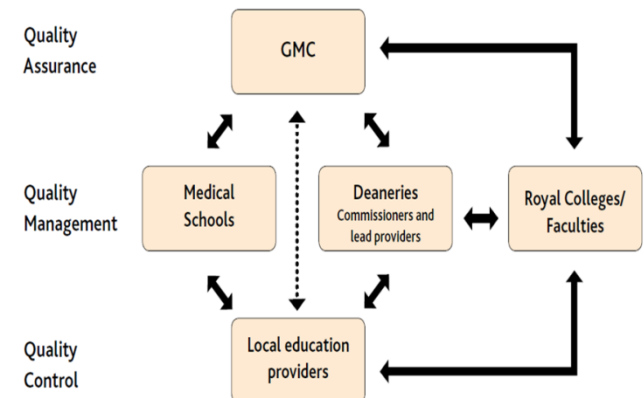 Quality
Assurance
GMC
Quality
Management
Medical
Schools
Deaneries
Commissioners and
lead providers
Royal Colleges/
Faculties
Quality
Control
Local education
providers